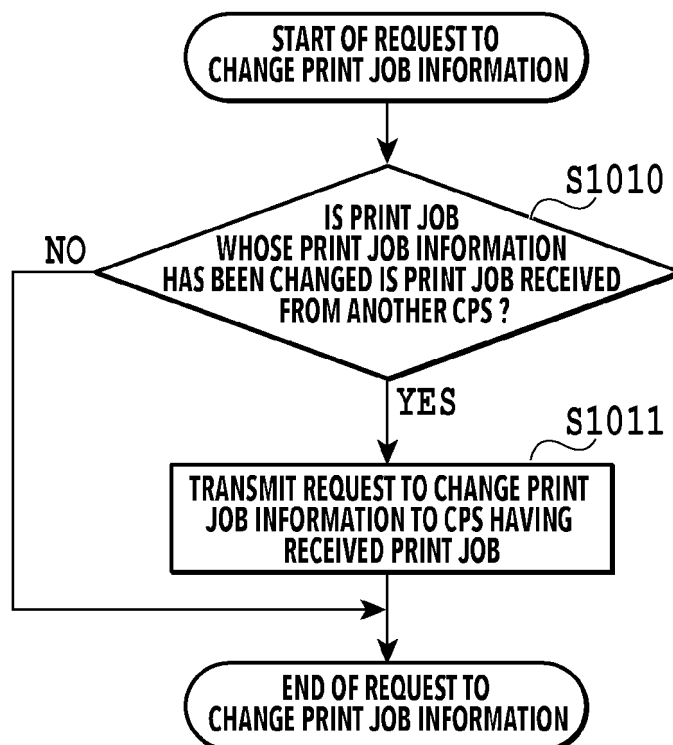 START OF REQUEST TO
CHANGE PRINT JOB INFORMATION
S1010
IS PRINT JOB
WHOSE PRINT JOB INFORMATION
HAS BEEN CHANGED IS PRINT JOB RECEIVED
FROM ANOTHER CPS ?
NO
YES
S1011
TRANSMIT REQUEST TO CHANGE PRINT
JOB INFORMATION TO CPS HAVING
RECEIVED PRINT JOB
END OF REQUEST TO
CHANGE PRINT JOB INFORMATION